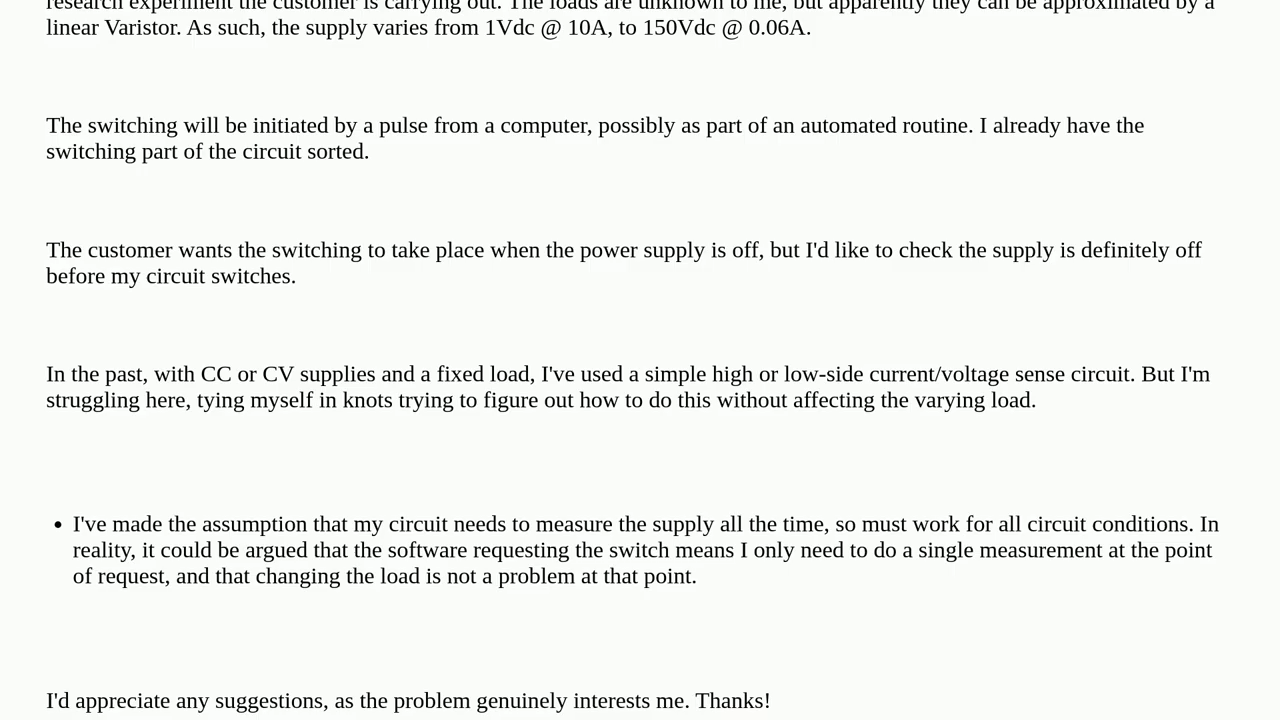 research experiment the customer is carrying out. The loads are unknown to me, but apparently they can be approximated by a
linear Varistor. As such, the supply varies from 1Vdc @ 10A, to 150Vdc @ 0.06A.
The switching will be initiated by a pulse from a computer, possibly as part of an automated routine. I already have the
switching part of the circuit sorted.
The customer wants the switching to take place when the power supply is off, but I'd like to check the supply is definitely off
before my circuit switches.
In the past, with CC or CV supplies and a fixed load, I've used a simple high or low-side current/voltage sense circuit. But I'm
struggling here, tying myself in knots trying to figure out how to do this without affecting the varying load.
• I've made the assumption that my circuit needs to measure the supply all the time, so must work for all circuit conditions. In
reality, it could be argued that the software requesting the switch means I only need to do a single measurement at the point
of request, and that changing the load is not a problem at that point.
I'd appreciate any suggestions, as the problem genuinely interests me. Thanks!